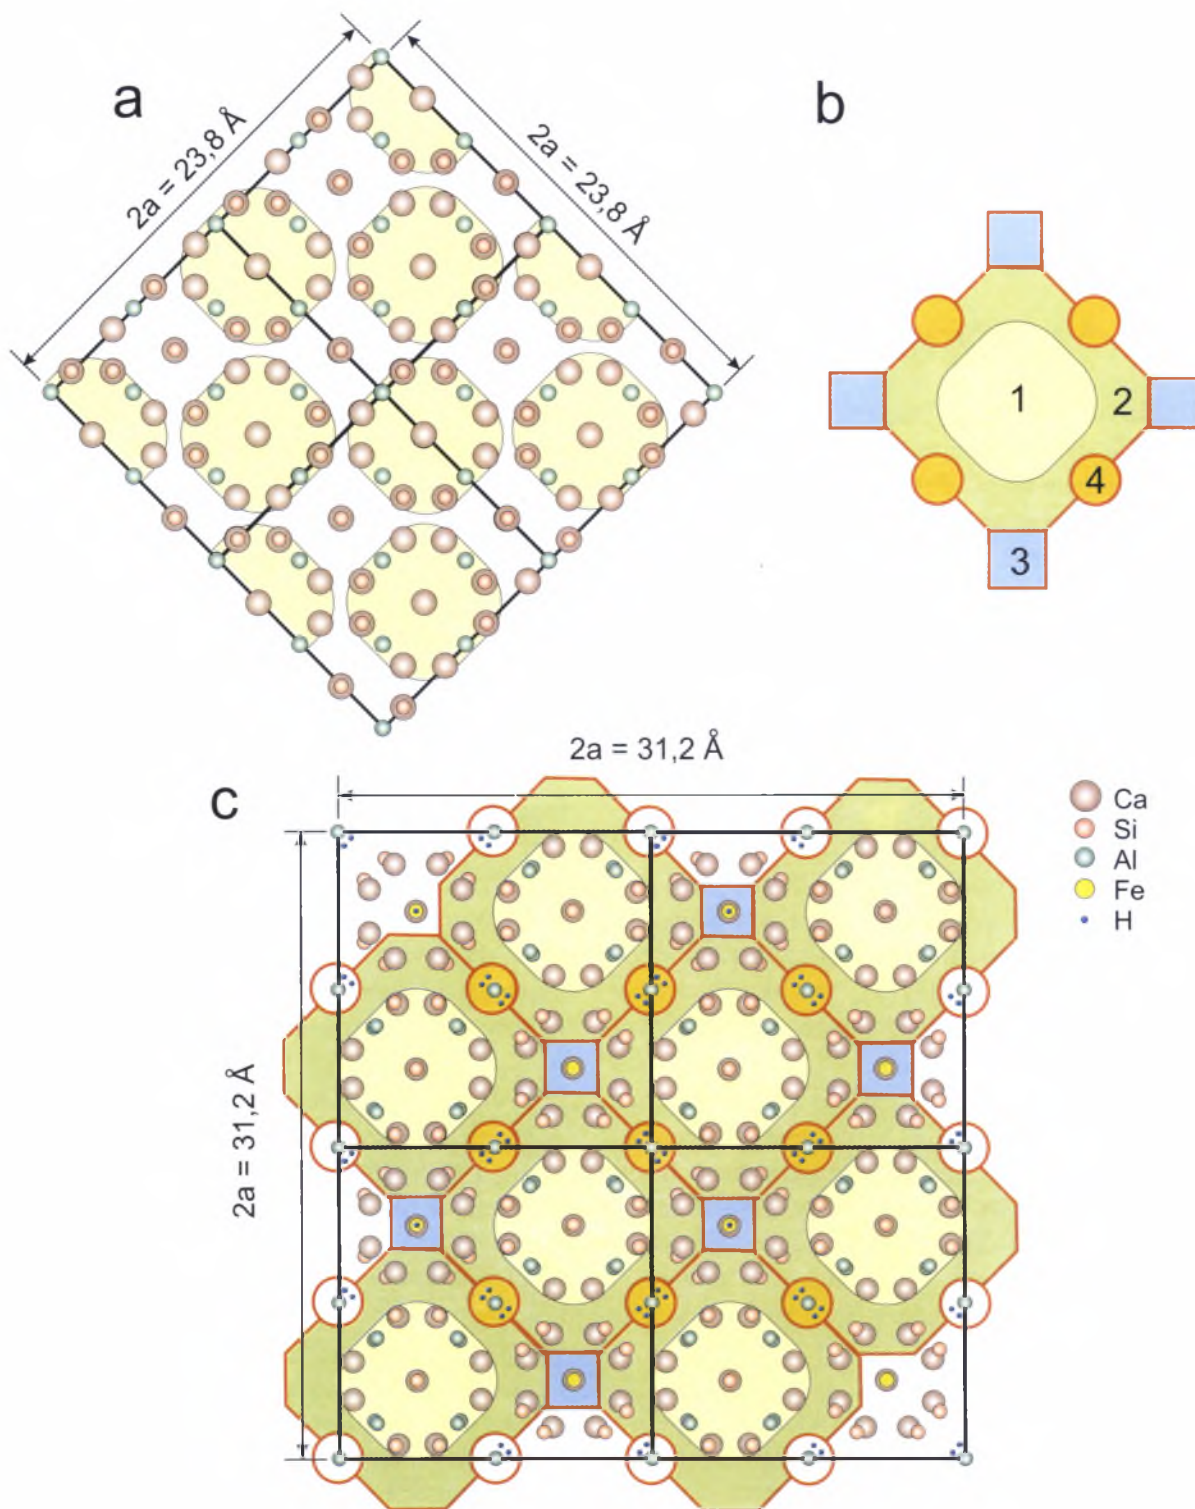 a
2a = 23,8 Å
2a = 23,8 Å
b
1
2
4
3
2a = 31,2 Å
c
2a = 31,2 Å
Ca
Si
Al
Fe
H